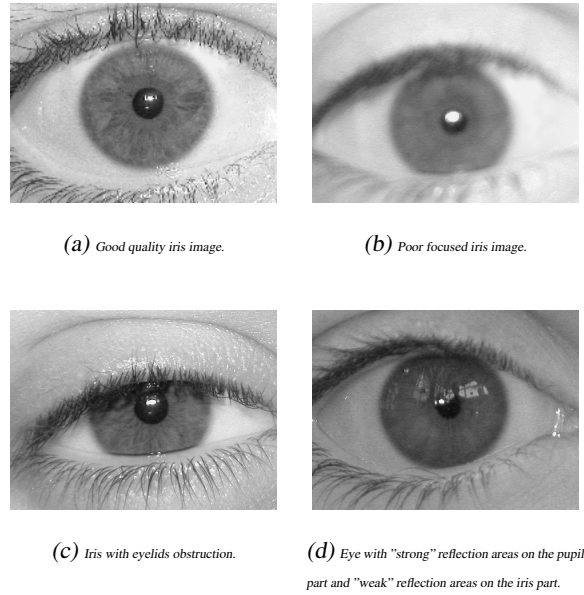 (a) Good quality iris image.
(b) Poor focused iris image.
(c) Iris with eyelids obstruction.
(d) Eye with ”strong” reflection areas on the pupil
part and ”weak” reflection areas on the iris part.